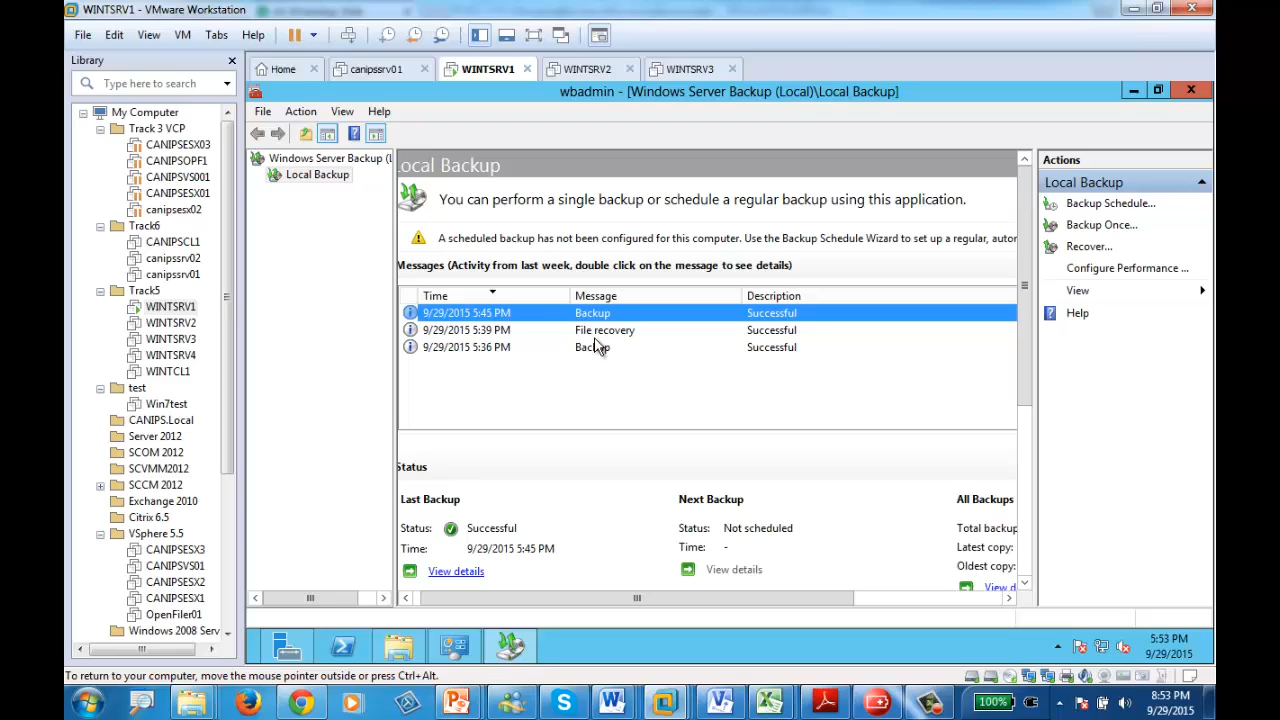 WINTSRV1 - VMware Workstation
File Edit View VM Tabs Help
Library
Type here to search
Home canipssrv01 WINTSRV1 WINTSRV2 WINTSRV3
My Computer
Track 3 VCP
CANIPSESX03
CANIPSOPF1
CANIPSVS001
CANIPSESX01
canipsesx02
Track6
CANIPSCL1
canipssrv02
canipssrv01
Track5
WINTSRV1
WINTSRV2
WINTSRV3
WINTSRV4
WINTCL1
test
Win7test
CANIPS.Local
Server 2012
SCOM 2012
SCVMM2012
SCCM 2012
Exchange 2010
Citrix 6.5
VSphere 5.5
CANIPSESX3
CANIPSVS01
CANIPSESX2
CANIPSESX1
OpenFiler01
Windows 2008 Serv
wbadmin - [Windows Server Backup (Local)\Local Backup]
File Action View Help
Windows Server Backup (L
Local Backup
Local Backup
You can perform a single backup or schedule a regular backup using this application.
A scheduled backup has not been configured for this computer. Use the Backup Schedule Wizard to set up a regular, autor
Messages (Activity from last week, double click on the message to see details)
Time Message Description
9/29/2015 5:45 PM Backup Successful
9/29/2015 5:39 PM File recovery Successful
9/29/2015 5:36 PM Backup Successful
Status
Last Backup Next Backup All Backups
Status: Successful Status: Not scheduled Total backup
Time: 9/29/2015 5:45 PM Time: - Latest copy:
Oldest copy:
View details View details View d
Actions
Local Backup
Backup Schedule...
Backup Once...
Recover...
Configure Performance ...
View
Help
5:53 PM
9/29/2015
To return to your computer, move the mouse pointer outside or press Ctrl+Alt.
100%
8:53 PM
9/29/2015